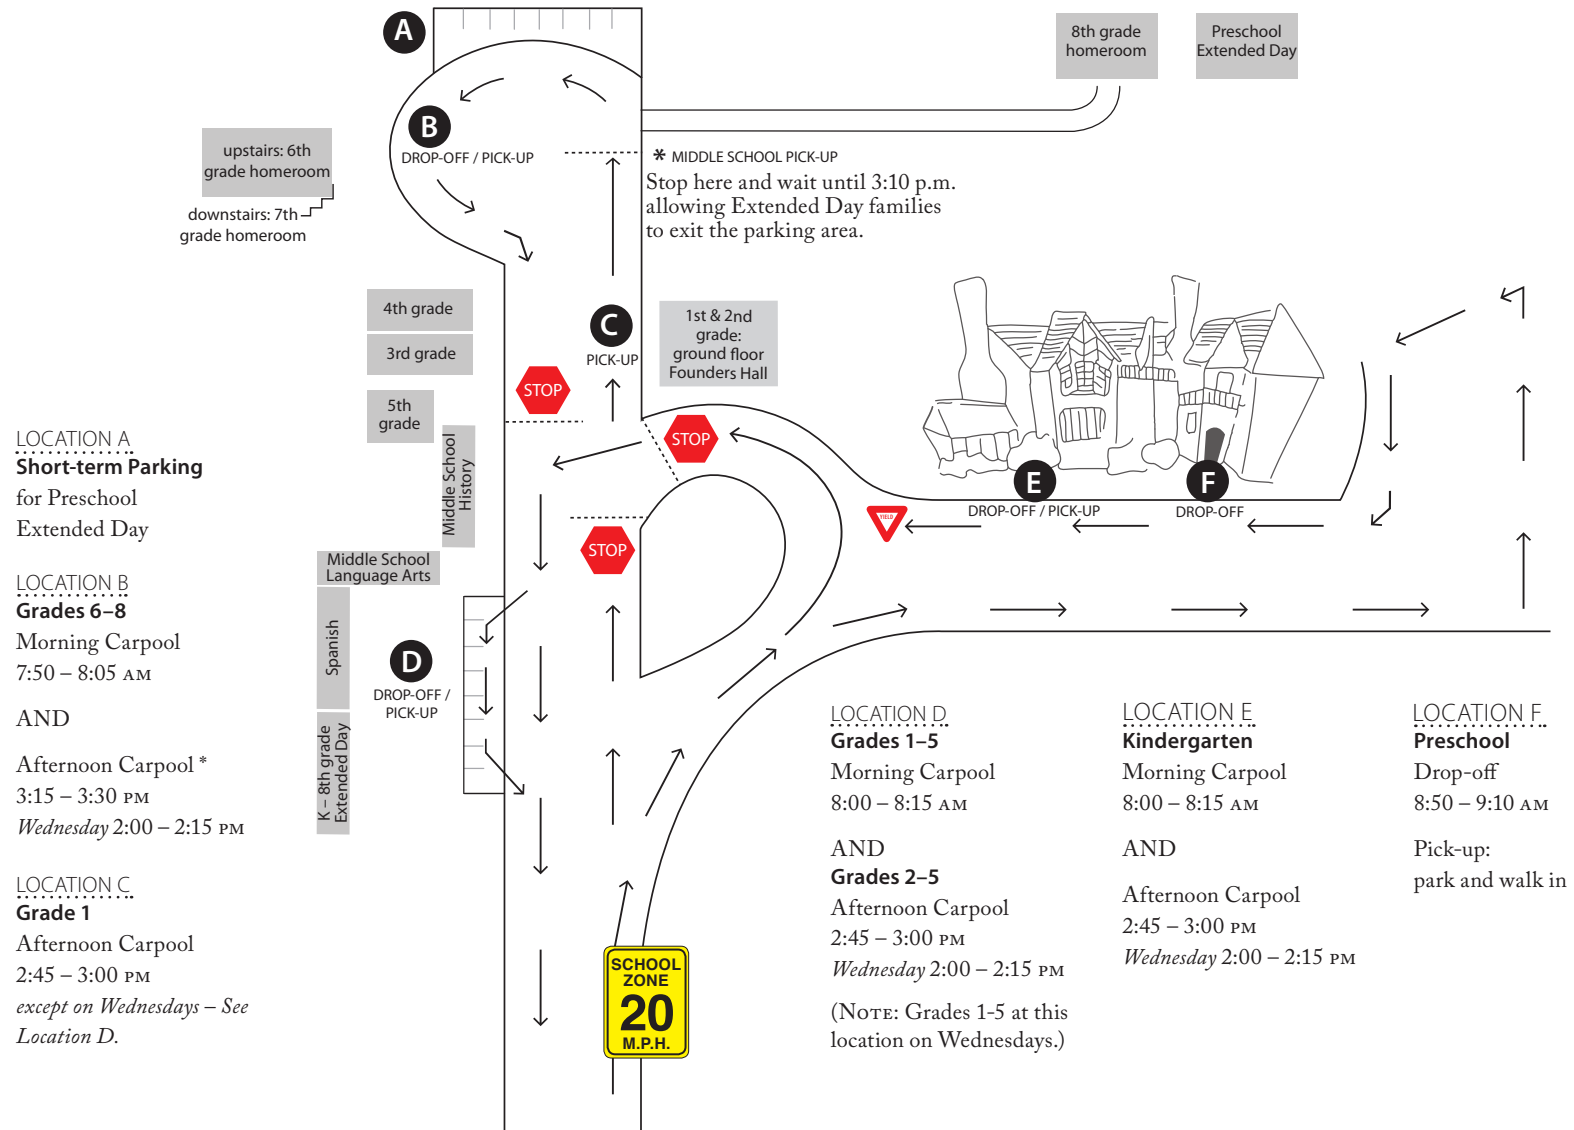 A
8th grade
homeroom
Preschool
Extended Day
B
DROP-OFF / PICK-UP
upstairs: 6th
grade homeroom
downstairs: 7th
grade homeroom
* MIDDLE SCHOOL PICK-UP
Stop here and wait until 3:10 p.m.
allowing Extended Day families
to exit the parking area.
4th grade
3rd grade
5th
grade
C
PICK-UP
1st & 2nd
grade:
ground floor
Founders Hall
STOP
STOP
STOP
Middle School
History
Middle School
Language Arts
Spanish
K – 8th grade
Extended Day
D
DROP-OFF /
PICK-UP
E
DROP-OFF / PICK-UP
F
DROP-OFF
YIELD
SCHOOL
ZONE
20
M.P.H.
LOCATION A
Short-term Parking
for Preschool
Extended Day
LOCATION B
Grades 6–8
Morning Carpool
7:50 – 8:05 AM
AND
Afternoon Carpool *
3:15 – 3:30 PM
Wednesday 2:00 – 2:15 PM
LOCATION C
Grade 1
Afternoon Carpool
2:45 – 3:00 PM
except on Wednesdays – See
Location D.
LOCATION D
Grades 1–5
Morning Carpool
8:00 – 8:15 AM
AND
Grades 2–5
Afternoon Carpool
2:45 – 3:00 PM
Wednesday 2:00 – 2:15 PM
(NOTE: Grades 1-5 at this
location on Wednesdays.)
LOCATION E
Kindergarten
Morning Carpool
8:00 – 8:15 AM
AND
Afternoon Carpool
2:45 – 3:00 PM
Wednesday 2:00 – 2:15 PM
LOCATION F
Preschool
Drop-off
8:50 – 9:10 AM
Pick-up:
park and walk in